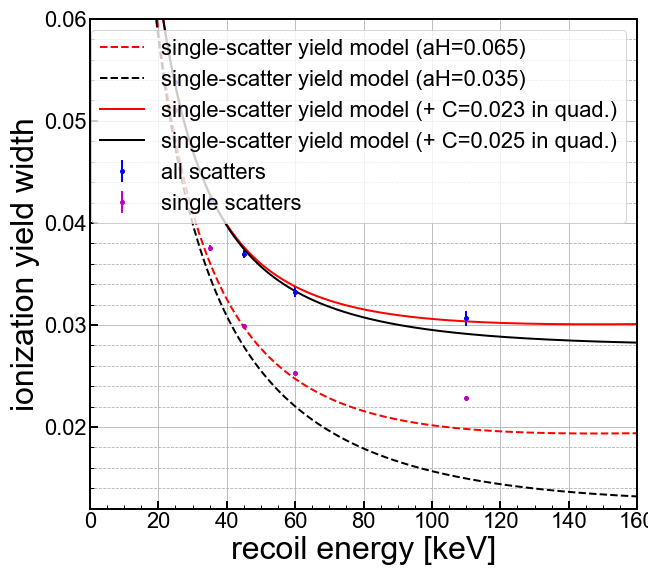 0.06
single-scatter yield model (aH=0.065)
single-scatter yield model (aH=0.035)
single-scatter yield model (+ C=0.023 in quad.)
single-scatter yield model (+ C=0.025 in quad.)
all scatters
single scatters
0.05
0.04
0.03
0.02
ionization yield width
0 20 40 60 80 100 120 140 160
recoil energy [keV]